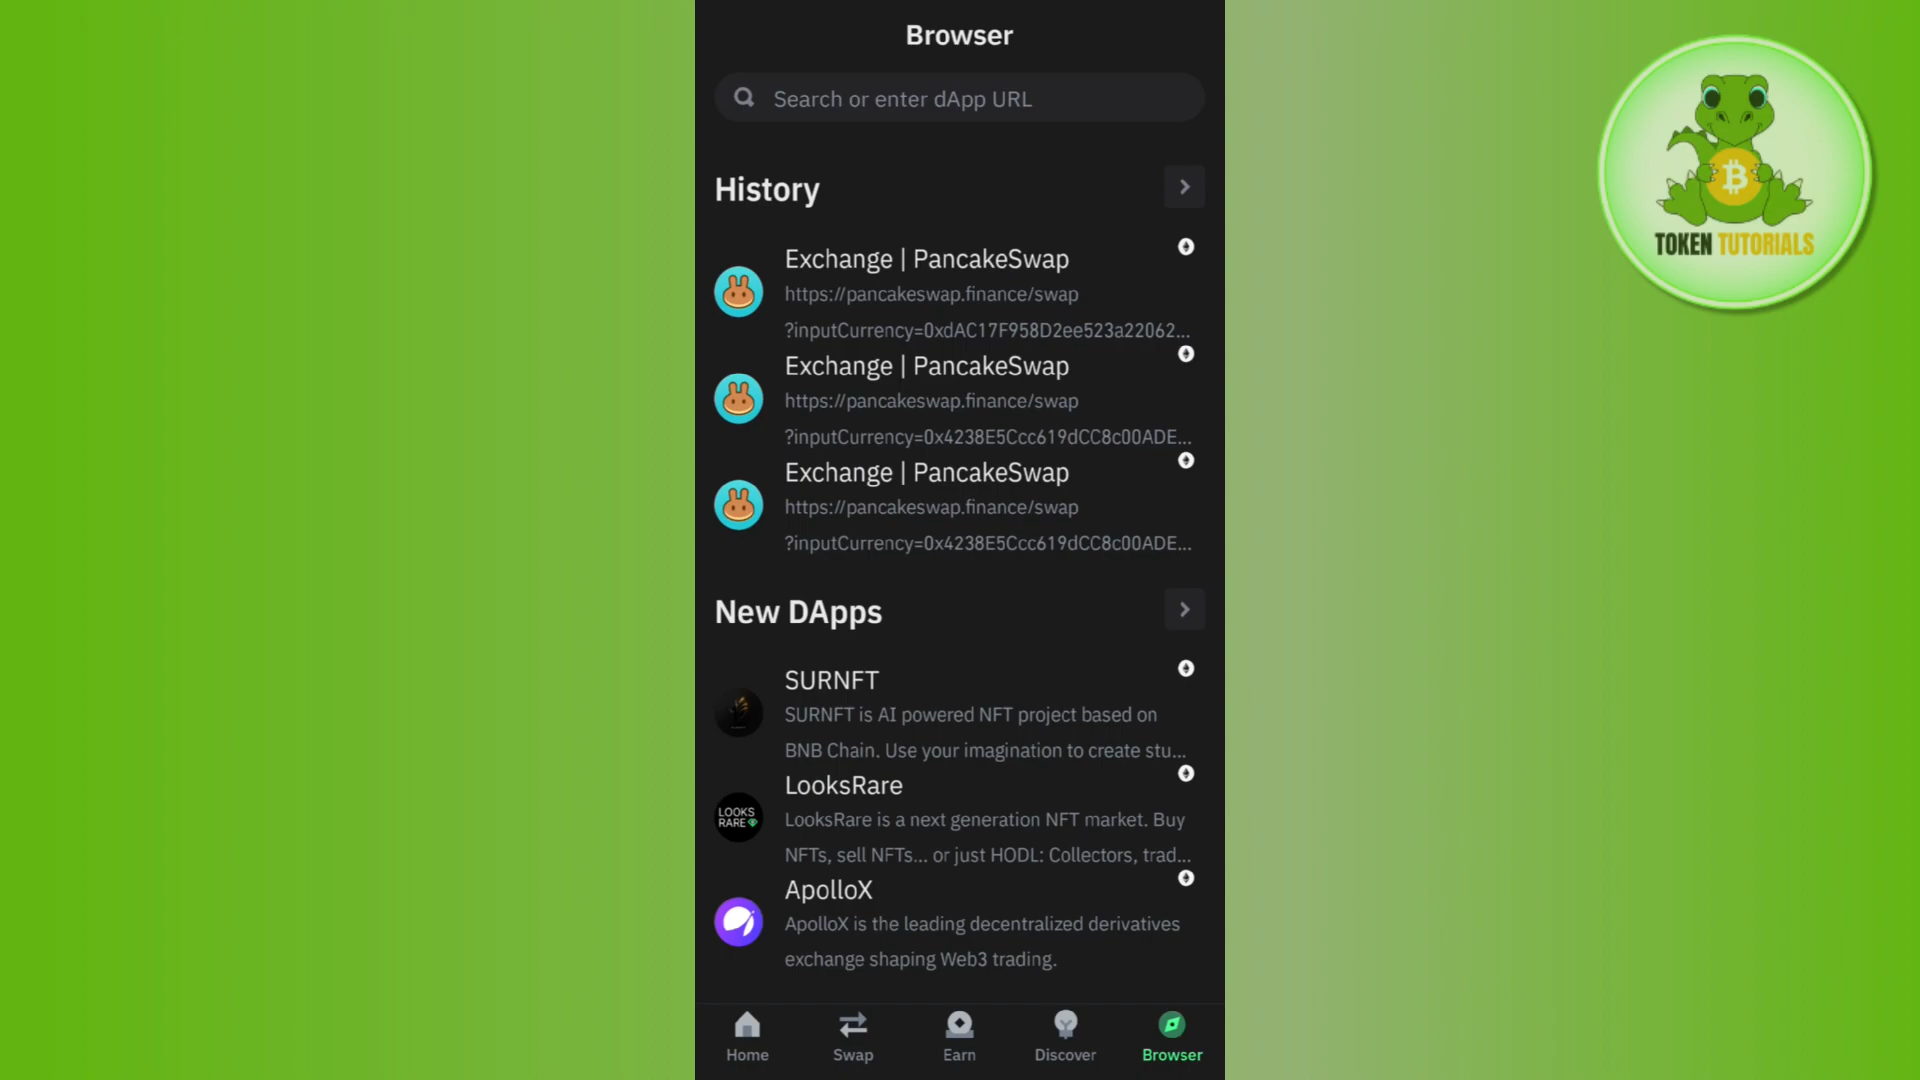 Browser
Search or enter dApp URL
History
Exchange | PancakeSwap
https://pancakeswap.finance/swap
?inputCurrency=0xdAC17F958D2ee523a22062...
Exchange | PancakeSwap
https://pancakeswap.finance/swap
?inputCurrency=0x4238E5Ccc619dCC8c00ADE...
Exchange | PancakeSwap
https://pancakeswap.finance/swap
?inputCurrency=0x4238E5Ccc619dCC8c00ADE...
New DApps
SURNFT
SURNFT is AI powered NFT project based on
BNB Chain. Use your imagination to create stu...
LooksRare
LOOKS
RARE
LooksRare is a next generation NFT market. Buy
NFTs, sell NFTs... or just HODL: Collectors, trad...
ApolloX
ApolloX is the leading decentralized derivatives
exchange shaping Web3 trading.
Home
Swap
Earn
Discover
Browser
TOKEN TUTORIALS